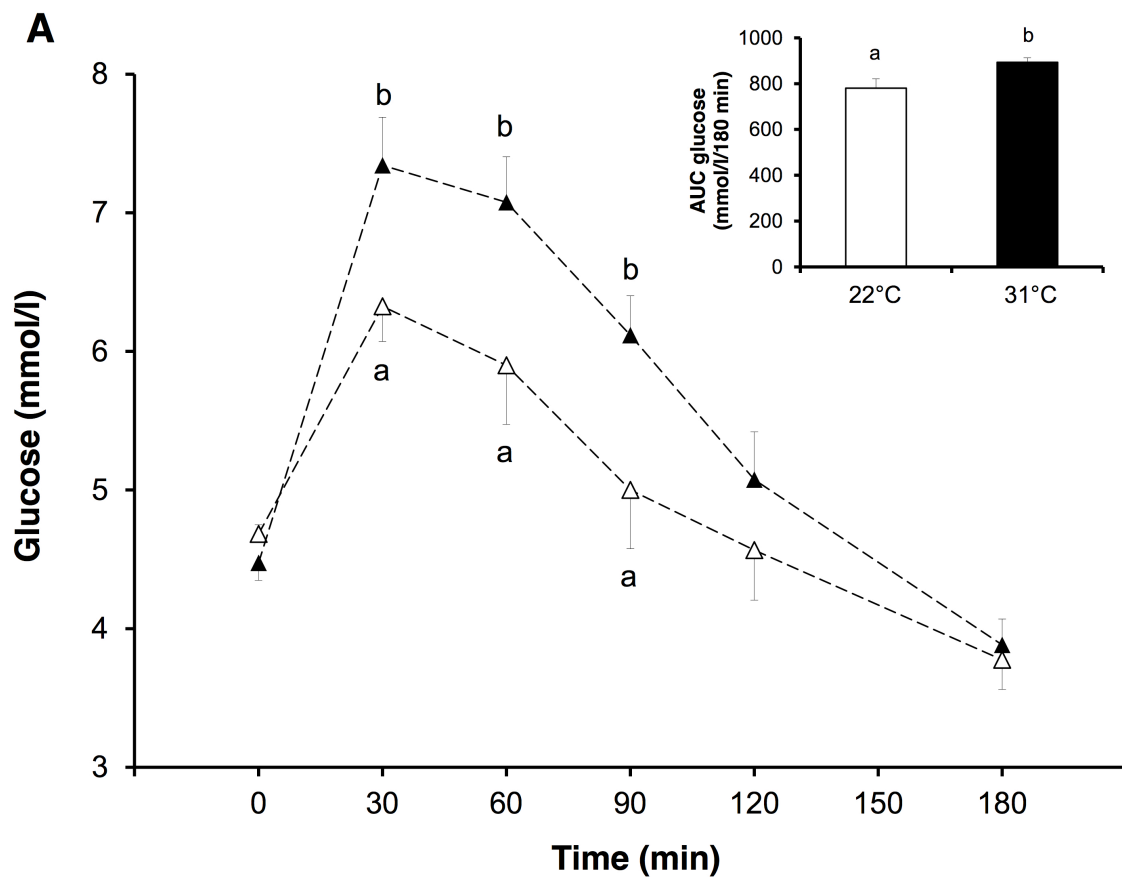 A
8
7
6
5
4
3
Glucose (mmol/l)
b
b
b
a
a
a
0 30 60 90 120 150 180
Time (min)
1000
800
600
400
200
0
AUC glucose
(mmol/l/180 min)
a
b
22°C 31°C